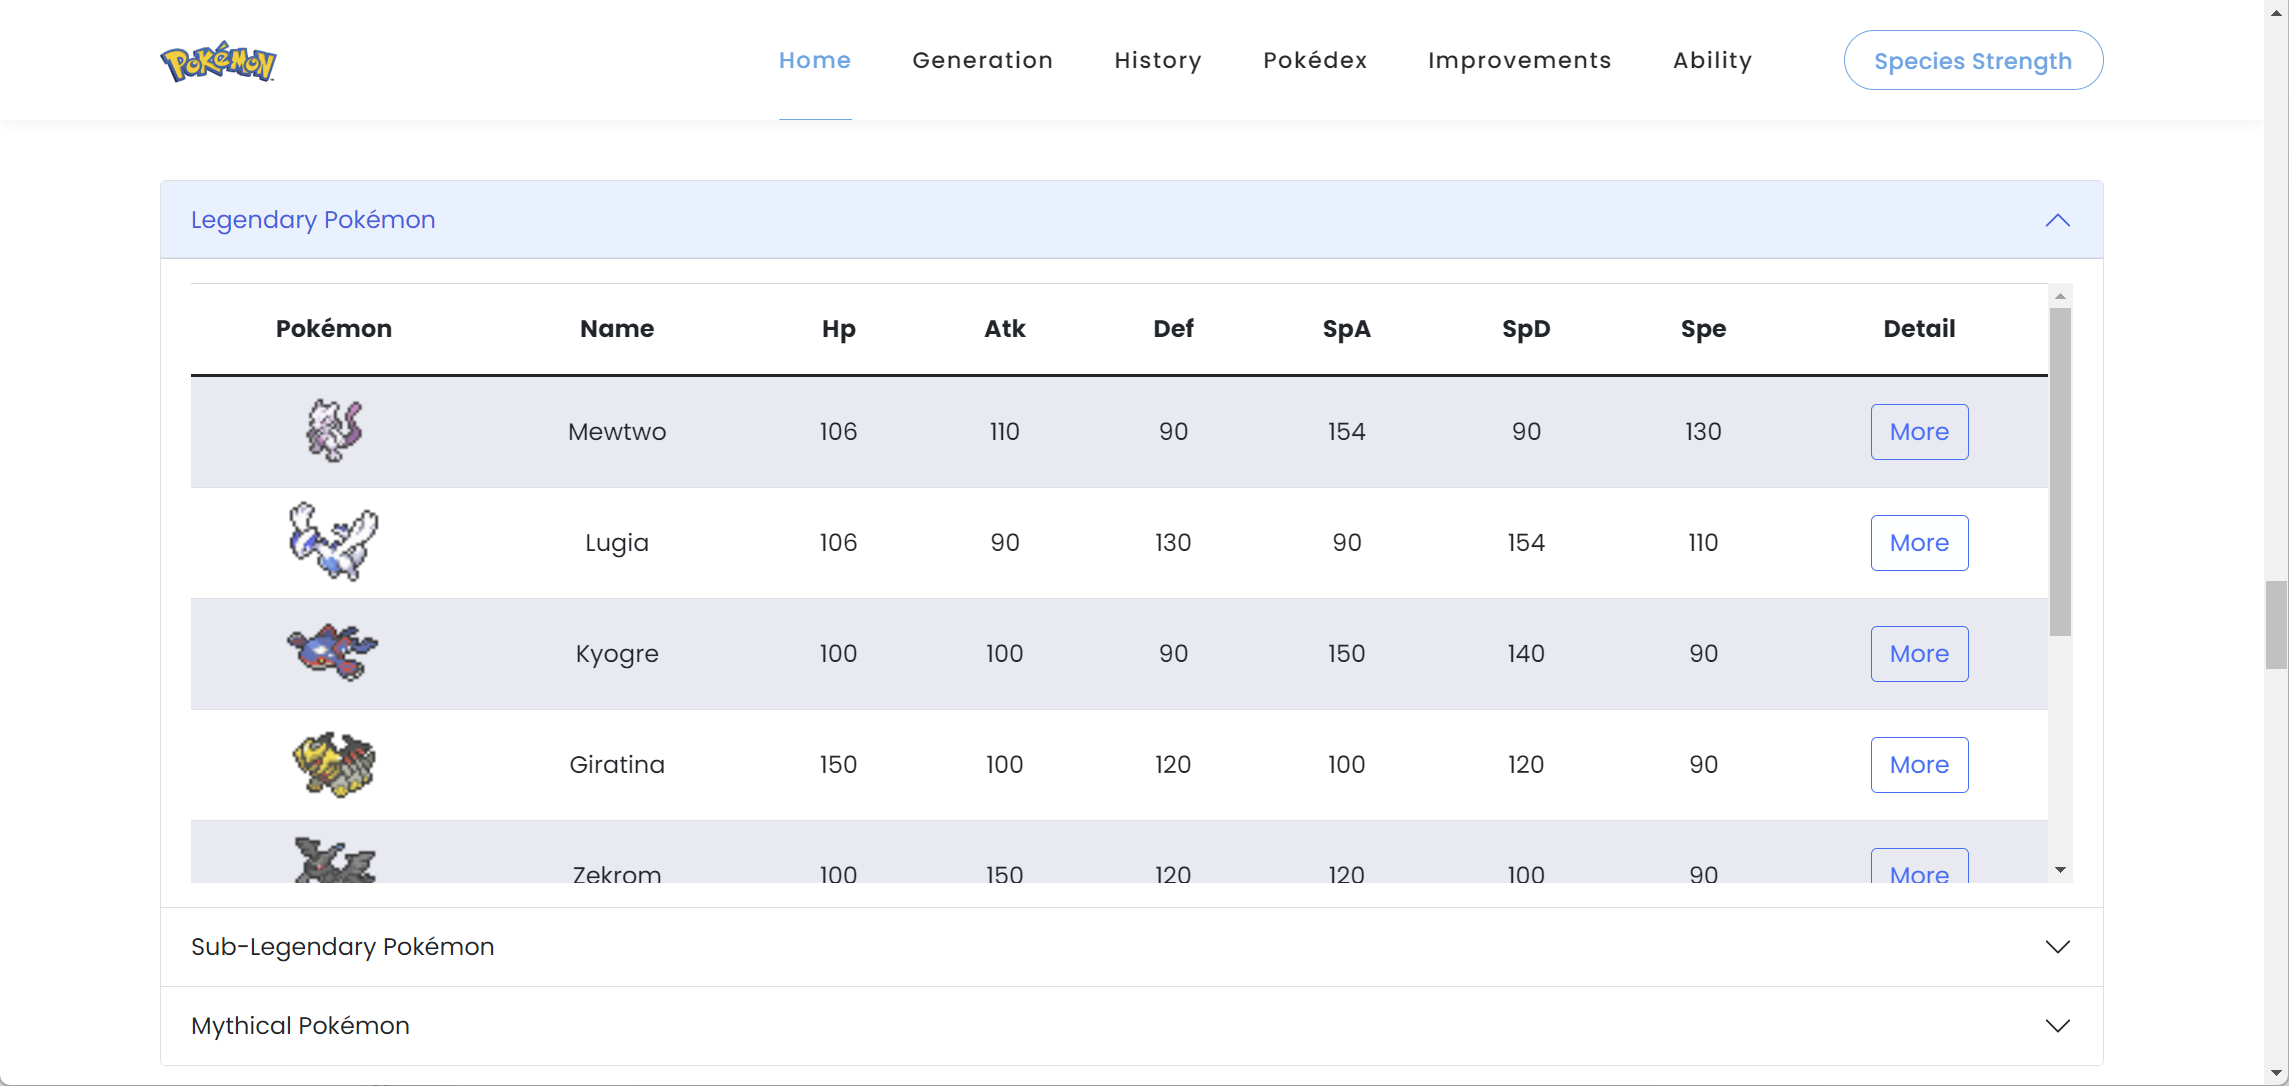 POKÉMON Home Generation History Pokédex Improvements Ability Species Strength
Legendary Pokémon
Pokémon Name Hp Atk Def SpA SpD Spe Detail
Mewtwo 106 110 90 154 90 130 More
Lugia 106 90 130 90 154 110 More
Kyogre 100 100 90 150 140 90 More
Giratina 150 100 120 100 120 90 More
Zekrom 100 150 120 120 100 90 More
Sub-Legendary Pokémon
Mythical Pokémon